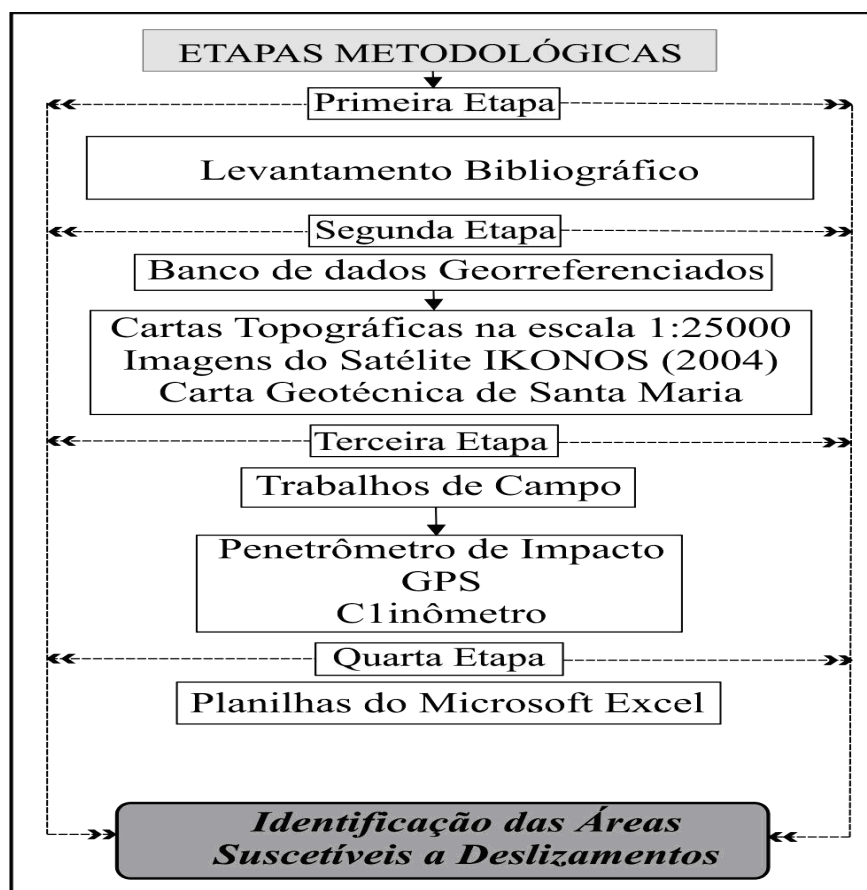 ETAPAS METODOLÓGICAS
Primeira Etapa
Levantamento Bibliográfico
Segunda Etapa
Banco de dados Georreferenciados
Cartas Topográficas na escala 1:25000
Imagens do Satélite IKONOS (2004)
Carta Geotécnica de Santa Maria
Terceira Etapa
Trabalhos de Campo
Penetrômetro de Impacto
GPS
C1inômetro
Quarta Etapa
Planilhas do Microsoft Excel
Identificação das Áreas
Suscetíveis a Deslizamentos